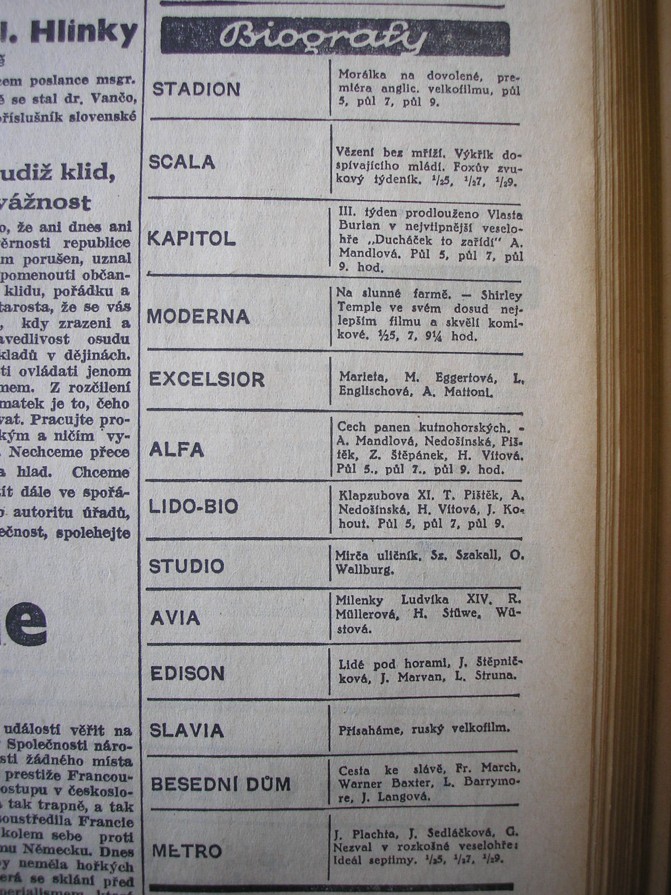 J. Hlinky
cem poslance msgr.
ě se stal dr. Vančo,
příslušník slovenské
udiž klid,
vážnost
o, že ani dnes ani
ěrnosti republice
m porušen, uznal
pomenouti občan-
klidu, pořádku a
tarosta, že se vás
, kdy zrazeni a
avedlivost osudu
kladů v dějinách.
ti ovládati jenom
mem. Z rozčilení
matek je to, čeho
vat. Pracujte pro-
kým a ničím vy-
. Nechceme přece
a hlad. Chceme
ít dále ve spořá-
o autoritu úřadů,
ečnost, spolehejte
e
událostí věřit na
Společnosti náro-
sti žádného místa
prestiže Francou-
ostupu v českoslo-
a tak trapně, a tak
soustředila Francie
kolem sebe proti
mu Německu. Dnes
by neměla hořkých
erá se sklání před
Biografy
STADION
Morálka na dovolené, pre-
miéra anglic. velkofilmu, půl
5, půl 7, půl 9.
SCALA
Vězení bez mříží. Výkřik do-
spívajícího mládí. Foxův zvu-
kový týdeník. ½5, ½7, ½9.
KAPITOL
III. týden prodlouženo Vlasta
Burian v nejvtipnější veselo-
hře „Ducháček to zařídí" A.
Mandlová. Půl 5, půl 7, půl
9. hod.
MODERNA
Na slunné farmě. — Shirley
Temple ve svém dosud nej-
lepším filmu a skvělí komi-
kové. ½5, 7, 9¼ hod.
EXCELSIOR
Marieta, M. Eggertová, L.
Englischová, A. Mattoni.
ALFA
Cech panen kutnohorských. -
A. Mandlová, Nedošínská, Piš-
těk, Z. Štěpánek, H. Vítová.
Půl 5., půl 7., půl 9. hod.
LIDO-BIO
Klapzubova XI. T. Pištěk, A.
Nedošínská, H. Vítová, J. Ko-
hout. Půl 5, půl 7, půl 9.
STUDIO
Mirča uličník. Sz. Szakall, O.
Wallburg.
AVIA
Milenky Ludvíka XIV. R.
Müllerová, H. Stüwe, Wü-
stová.
EDISON
Lidé pod horami, J. Štěpnič-
ková, J. Marvan, L. Struna.
SLAVIA
Přísaháme, ruský velkofilm.
BESEDNÍ DŮM
Cesta ke slávě, Fr. March,
Warner Baxter, L. Barrymo-
re, J. Langová.
METRO
J. Plachta, J. Sedláčková, G.
Nezval v rozkošné veselohře:
Ideál septimy. ½5, ½7, ½9.